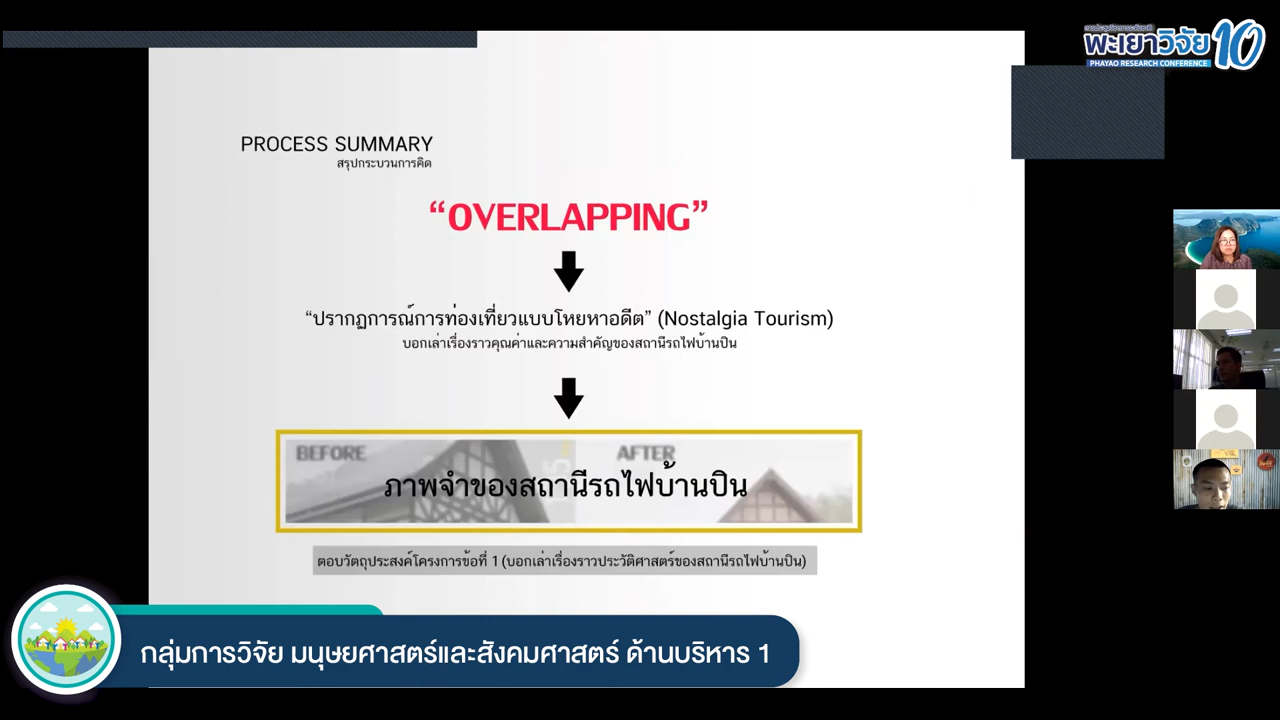 พะเยาวิจัย 10
PHAYAO RESEARCH CONFERENCE
PROCESS SUMMARY
สรุปกระบวนการคิด
“OVERLAPPING”
“ปรากฏการณ์การท่องเที่ยวแบบโหยหาอดีต” (Nostalgia Tourism)
บอกเล่าเรื่องราวคุณค่าและความสำคัญของสถานีรถไฟบ้านปิน
BEFORE
AFTER
ภาพจำของสถานีรถไฟบ้านปิน
ตอบวัตถุประสงค์โครงการข้อที่ 1 (บอกเล่าเรื่องราวประวัติศาสตร์ของสถานีรถไฟบ้านปิน)
กลุ่มการวิจัย มนุษยศาสตร์และสังคมศาสตร์ ด้านบริหาร 1